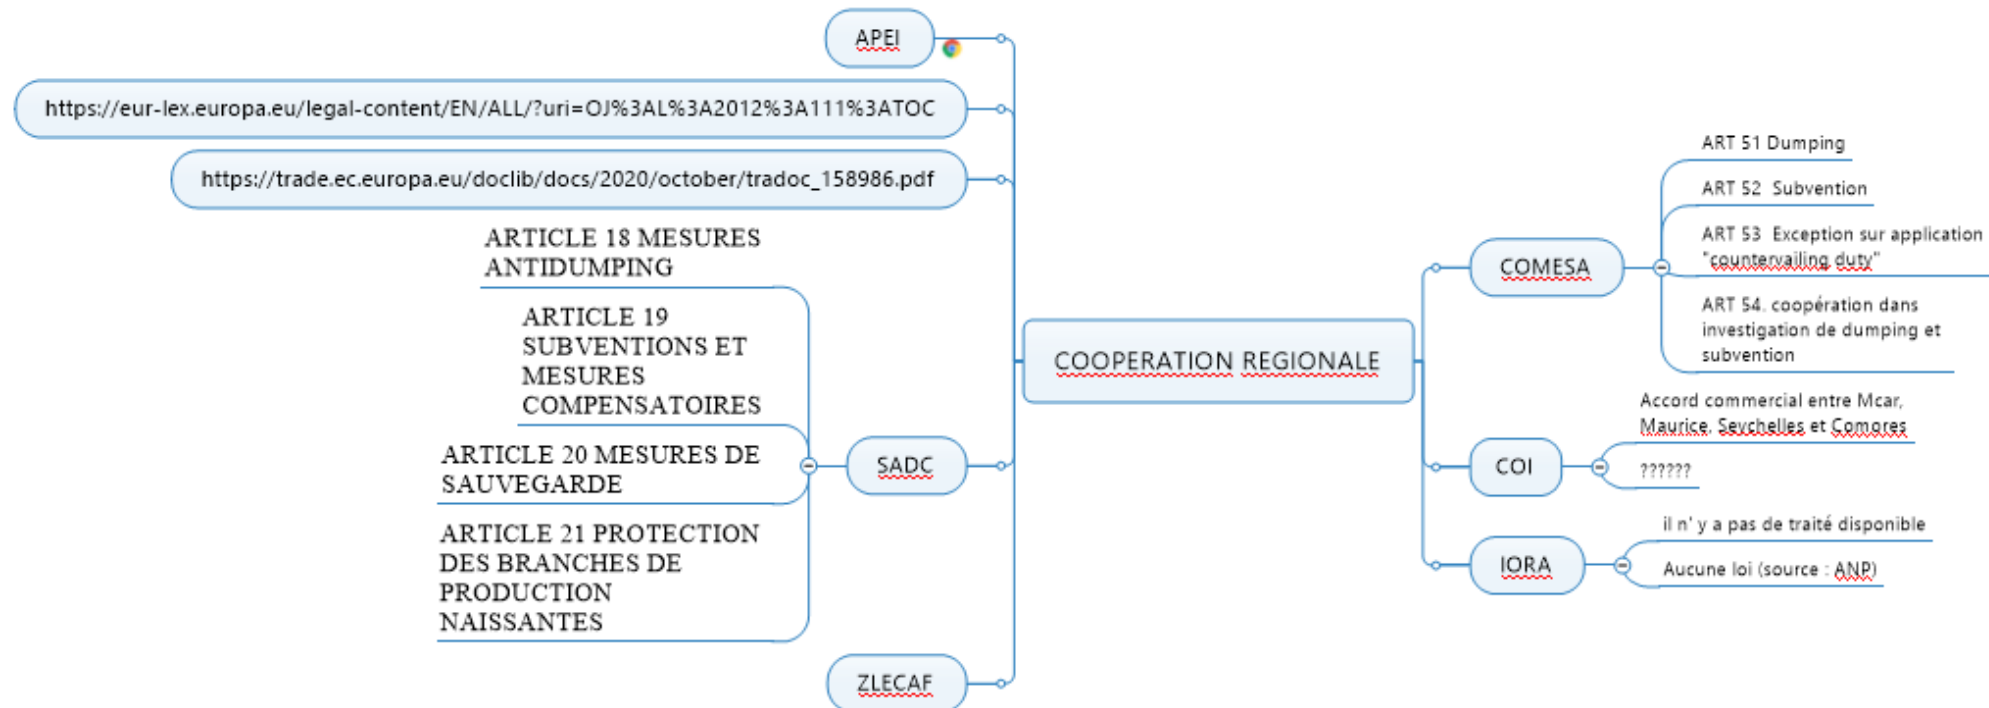 APEI
https://eur-lex.europa.eu/legal-content/EN/ALL/?uri=OJ%3AL%3A2012%3A111%3ATOC
https://trade.ec.europa.eu/doclib/docs/2020/october/tradoc_158986.pdf
ARTICLE 18 MESURES
ANTIDUMPING
ARTICLE 19
SUBVENTIONS ET
MESURES
COMPENSATOIRES
ARTICLE 20 MESURES DE
SAUVEGARDE
ARTICLE 21 PROTECTION
DES BRANCHES DE
PRODUCTION
NAISSANTES
SADC
ZLECAF
COOPERATION REGIONALE
COMESA
ART 51 Dumping
ART 52  Subvention
ART 53  Exception sur application
"countervailing duty"
ART 54. coopération dans
investigation de dumping et
subvention
COI
Accord commercial entre Mcar,
Maurice, Seychelles et Comores
??????
IORA
il n' y a pas de traité disponible
Aucune loi (source : ANP)